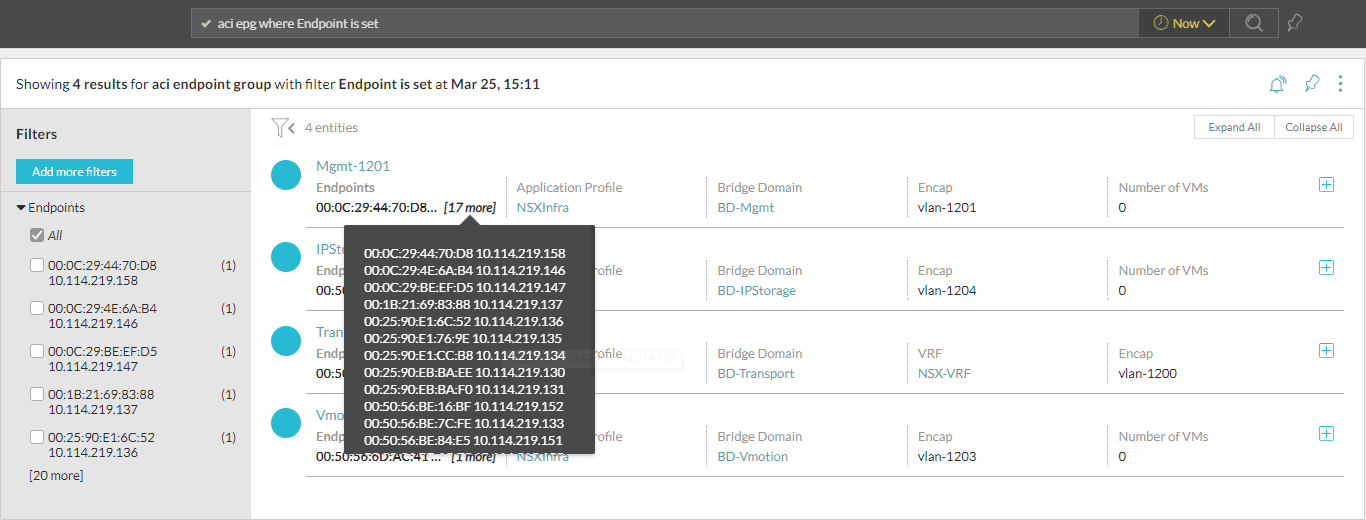 aci epg where Endpoint is set
Now
Showing 4 results for aci endpoint group with filter Endpoint is set at Mar 25, 15:11
Filters
Add more filters
Endpoints
All
00:0C:29:44:70:D8 (1)
10.114.219.158
00:0C:29:4E:6A:B4 (1)
10.114.219.146
00:0C:29:BE:EF:D5 (1)
10.114.219.147
00:1B:21:69:83:88 (1)
10.114.219.137
00:25:90:E1:6C:52 (1)
10.114.219.136
[20 more]
4 entities
Expand All Collapse All
Mgmt-1201
Endpoints Application Profile Bridge Domain Encap Number of VMs
00:0C:29:44:70:D8... [17 more] NSXInfra BD-Mgmt vlan-1201 0
00:0C:29:44:70:D8 10.114.219.158
00:0C:29:4E:6A:B4 10.114.219.146
00:0C:29:BE:EF:D5 10.114.219.147
00:1B:21:69:83:88 10.114.219.137
00:25:90:E1:6C:52 10.114.219.136
00:25:90:E1:76:9E 10.114.219.135
00:25:90:E1:CC:B8 10.114.219.134
00:25:90:EB:BA:EE 10.114.219.130
00:25:90:EB:BA:F0 10.114.219.131
00:50:56:BE:16:BF 10.114.219.152
00:50:56:BE:7C:FE 10.114.219.133
00:50:56:BE:84:E5 10.114.219.151
Bridge Domain Encap Number of VMs
BD-IPStorage vlan-1204 0
Bridge Domain VRF Encap
BD-Transport NSX-VRF vlan-1200
Bridge Domain Encap Number of VMs
00:50:56:6D:AC:41 ... [1 more] NSXInfra BD-Vmotion vlan-1203 0